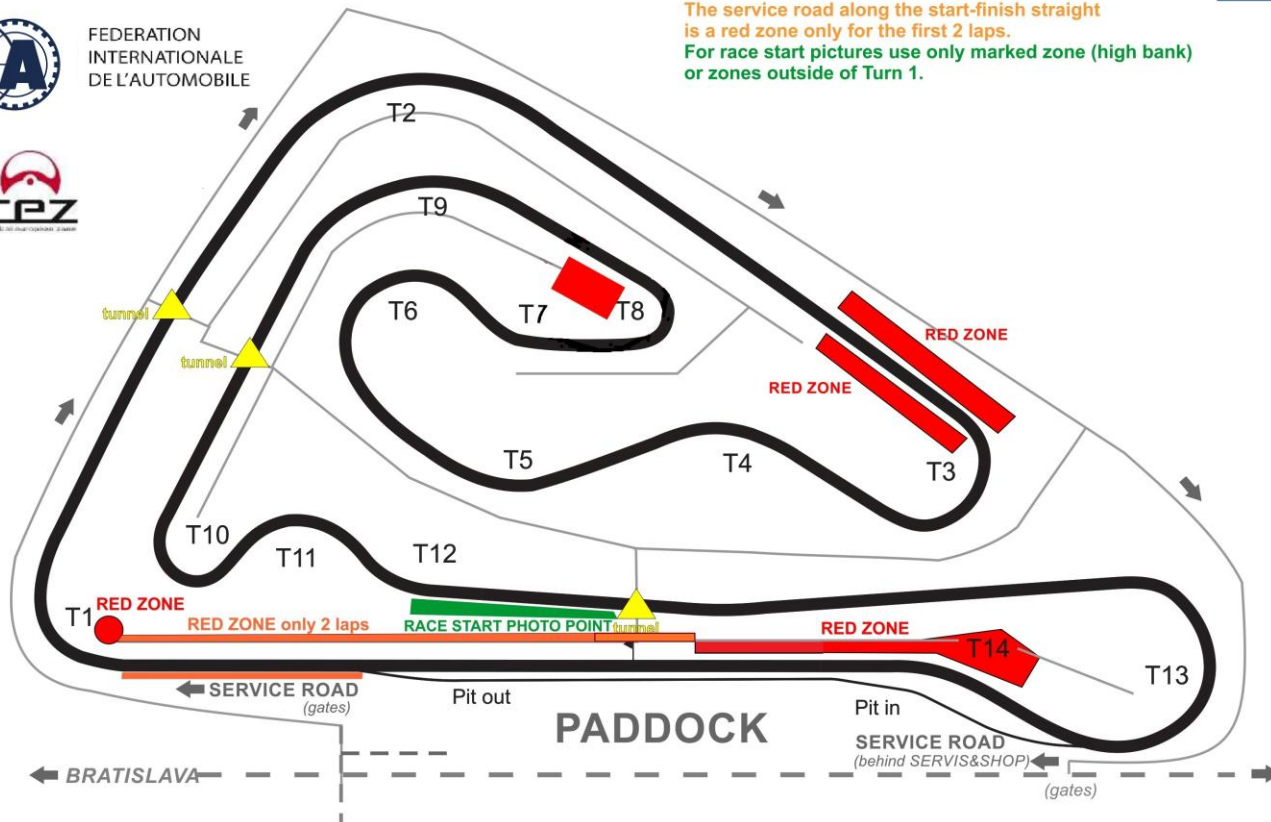 The service road along the start-finish straight
is a red zone only for the first 2 laps.
For race start pictures use only marked zone (high bank)
or zones outside of Turn 1.
FEDERATION
INTERNATIONALE
DE L'AUTOMOBILE
A
T2
T9
tunnel
T6
T7
T8
RED ZONE
tunnel
RED ZONE
T5
T4
T3
T10
T11
T12
T1
RED ZONE
RED ZONE only 2 laps
RACE START PHOTO POINT
tunnel
RED ZONE
T14
T13
SERVICE ROAD
(gates)
Pit out
Pit in
PADDOCK
SERVICE ROAD
(behind SERVIS&SHOP)
BRATISLAVA
(gates)